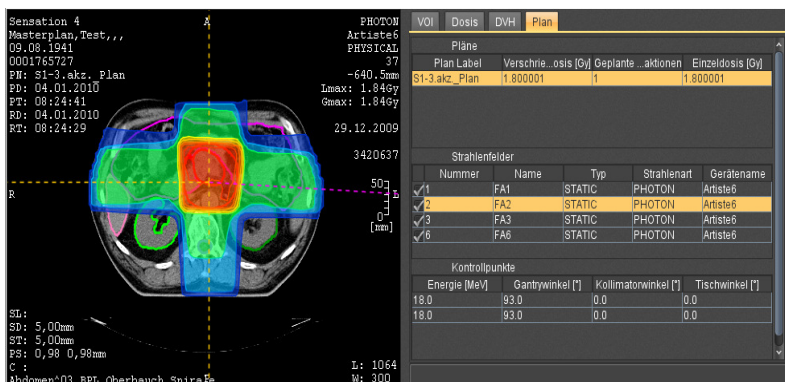 Sensation 4
Masterplan,Test,,,
09.08.1941
0001765727
PN: S1-3.akz._Plan
PD: 04.01.2010
PT: 08:24:41
RD: 04.01.2010
RT: 08:24:29
A
PHOTON
Artiste6
PHYSICAL
37
-640.5mm
Lmax: 1.84Gy
Gmax: 1.84Gy
29.12.2009
3420637
R
50
L
0
[mm]
SL:
SD: 5,00mm
ST: 5,00mm
PS: 0,98 0,98mm
C :
Abdomen^03_BPL_Oberbauch_Spirale
L: 1064
W: 300
VOI Dosis DVH Plan
Pläne
Plan Label Verschrie...osis [Gy] Geplante ...aktionen Einzeldosis [Gy]
S1-3.akz._Plan 1.800001 1 1.800001
Strahlenfelder
Nummer Name Typ Strahlenart Gerätename
1 FA1 STATIC PHOTON Artiste6
2 FA2 STATIC PHOTON Artiste6
3 FA3 STATIC PHOTON Artiste6
6 FA6 STATIC PHOTON Artiste6
Kontrollpunkte
Energie [MeV] Gantrywinkel [°] Kollimatorwinkel [°] Tischwinkel [°]
18.0 93.0 0.0 0.0
18.0 93.0 0.0 0.0